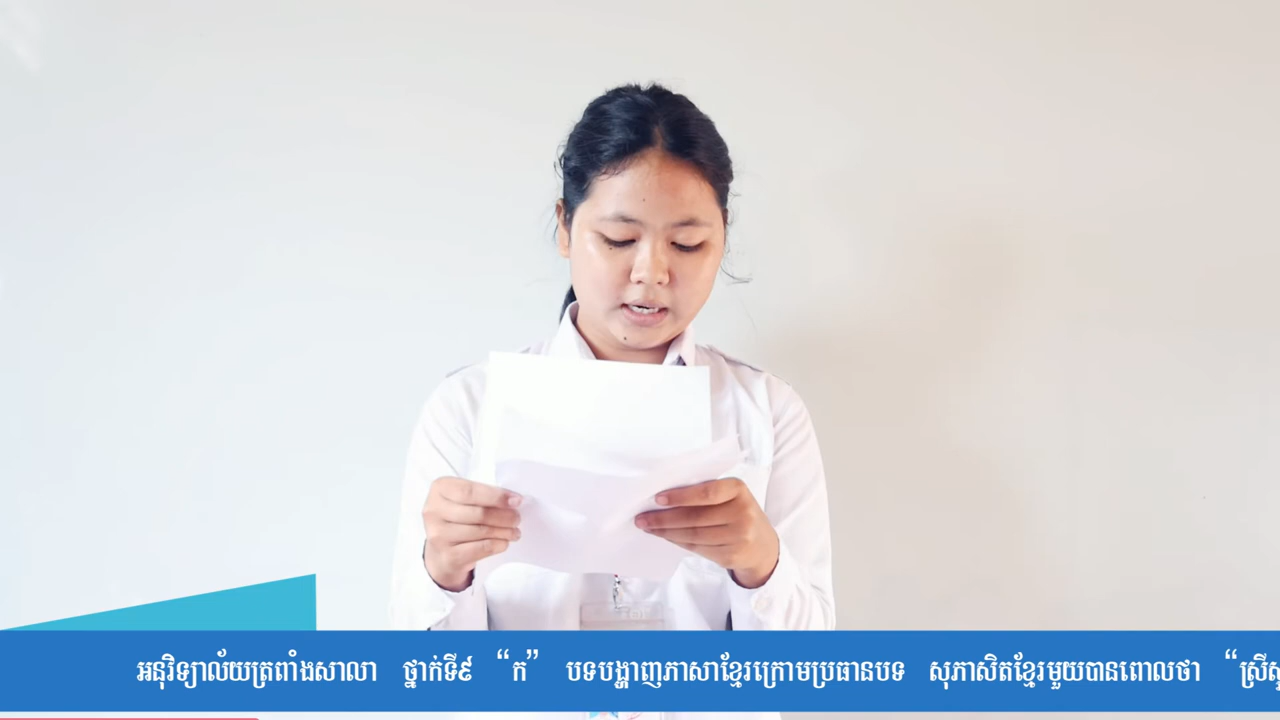 អនុវិទ្យាល័យត្រពាំងសាលា ថ្នាក់ទី៩ “ក” បទបង្ហាញភាសាខ្មែរក្រោមប្រធានបទ សុភាសិតខ្មែរមួយបានពោលថា